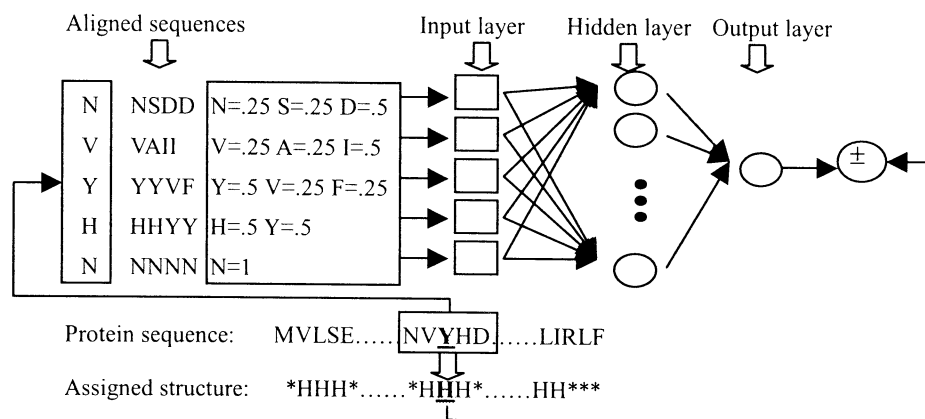 Aligned sequences
Input layer
Hidden layer
Output layer
N NSDD N=.25 S=.25 D=.5
V VAII V=.25 A=.25 I=.5
Y YYVF Y=.5 V=.25 F=.25
H HHYY H=.5 Y=.5
N NNNN N=1
±
Protein sequence: MVLSE......NVYHD......LIRLF
Assigned structure: *HHH*......*HHH*......HH***